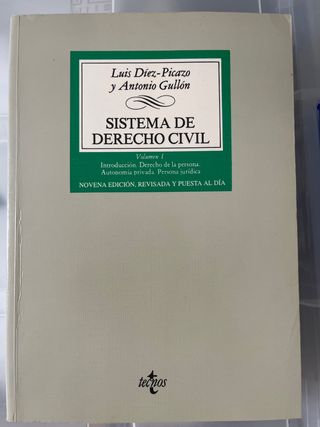 Luis Díez-Picazo
y Antonio Gullón
SISTEMA DE
DERECHO CIVIL
Volumen I
Introducción. Derecho de la persona.
Autonomía privada. Persona jurídica
NOVENA EDICIÓN, REVISADA Y PUESTA AL DÍA
tecnos